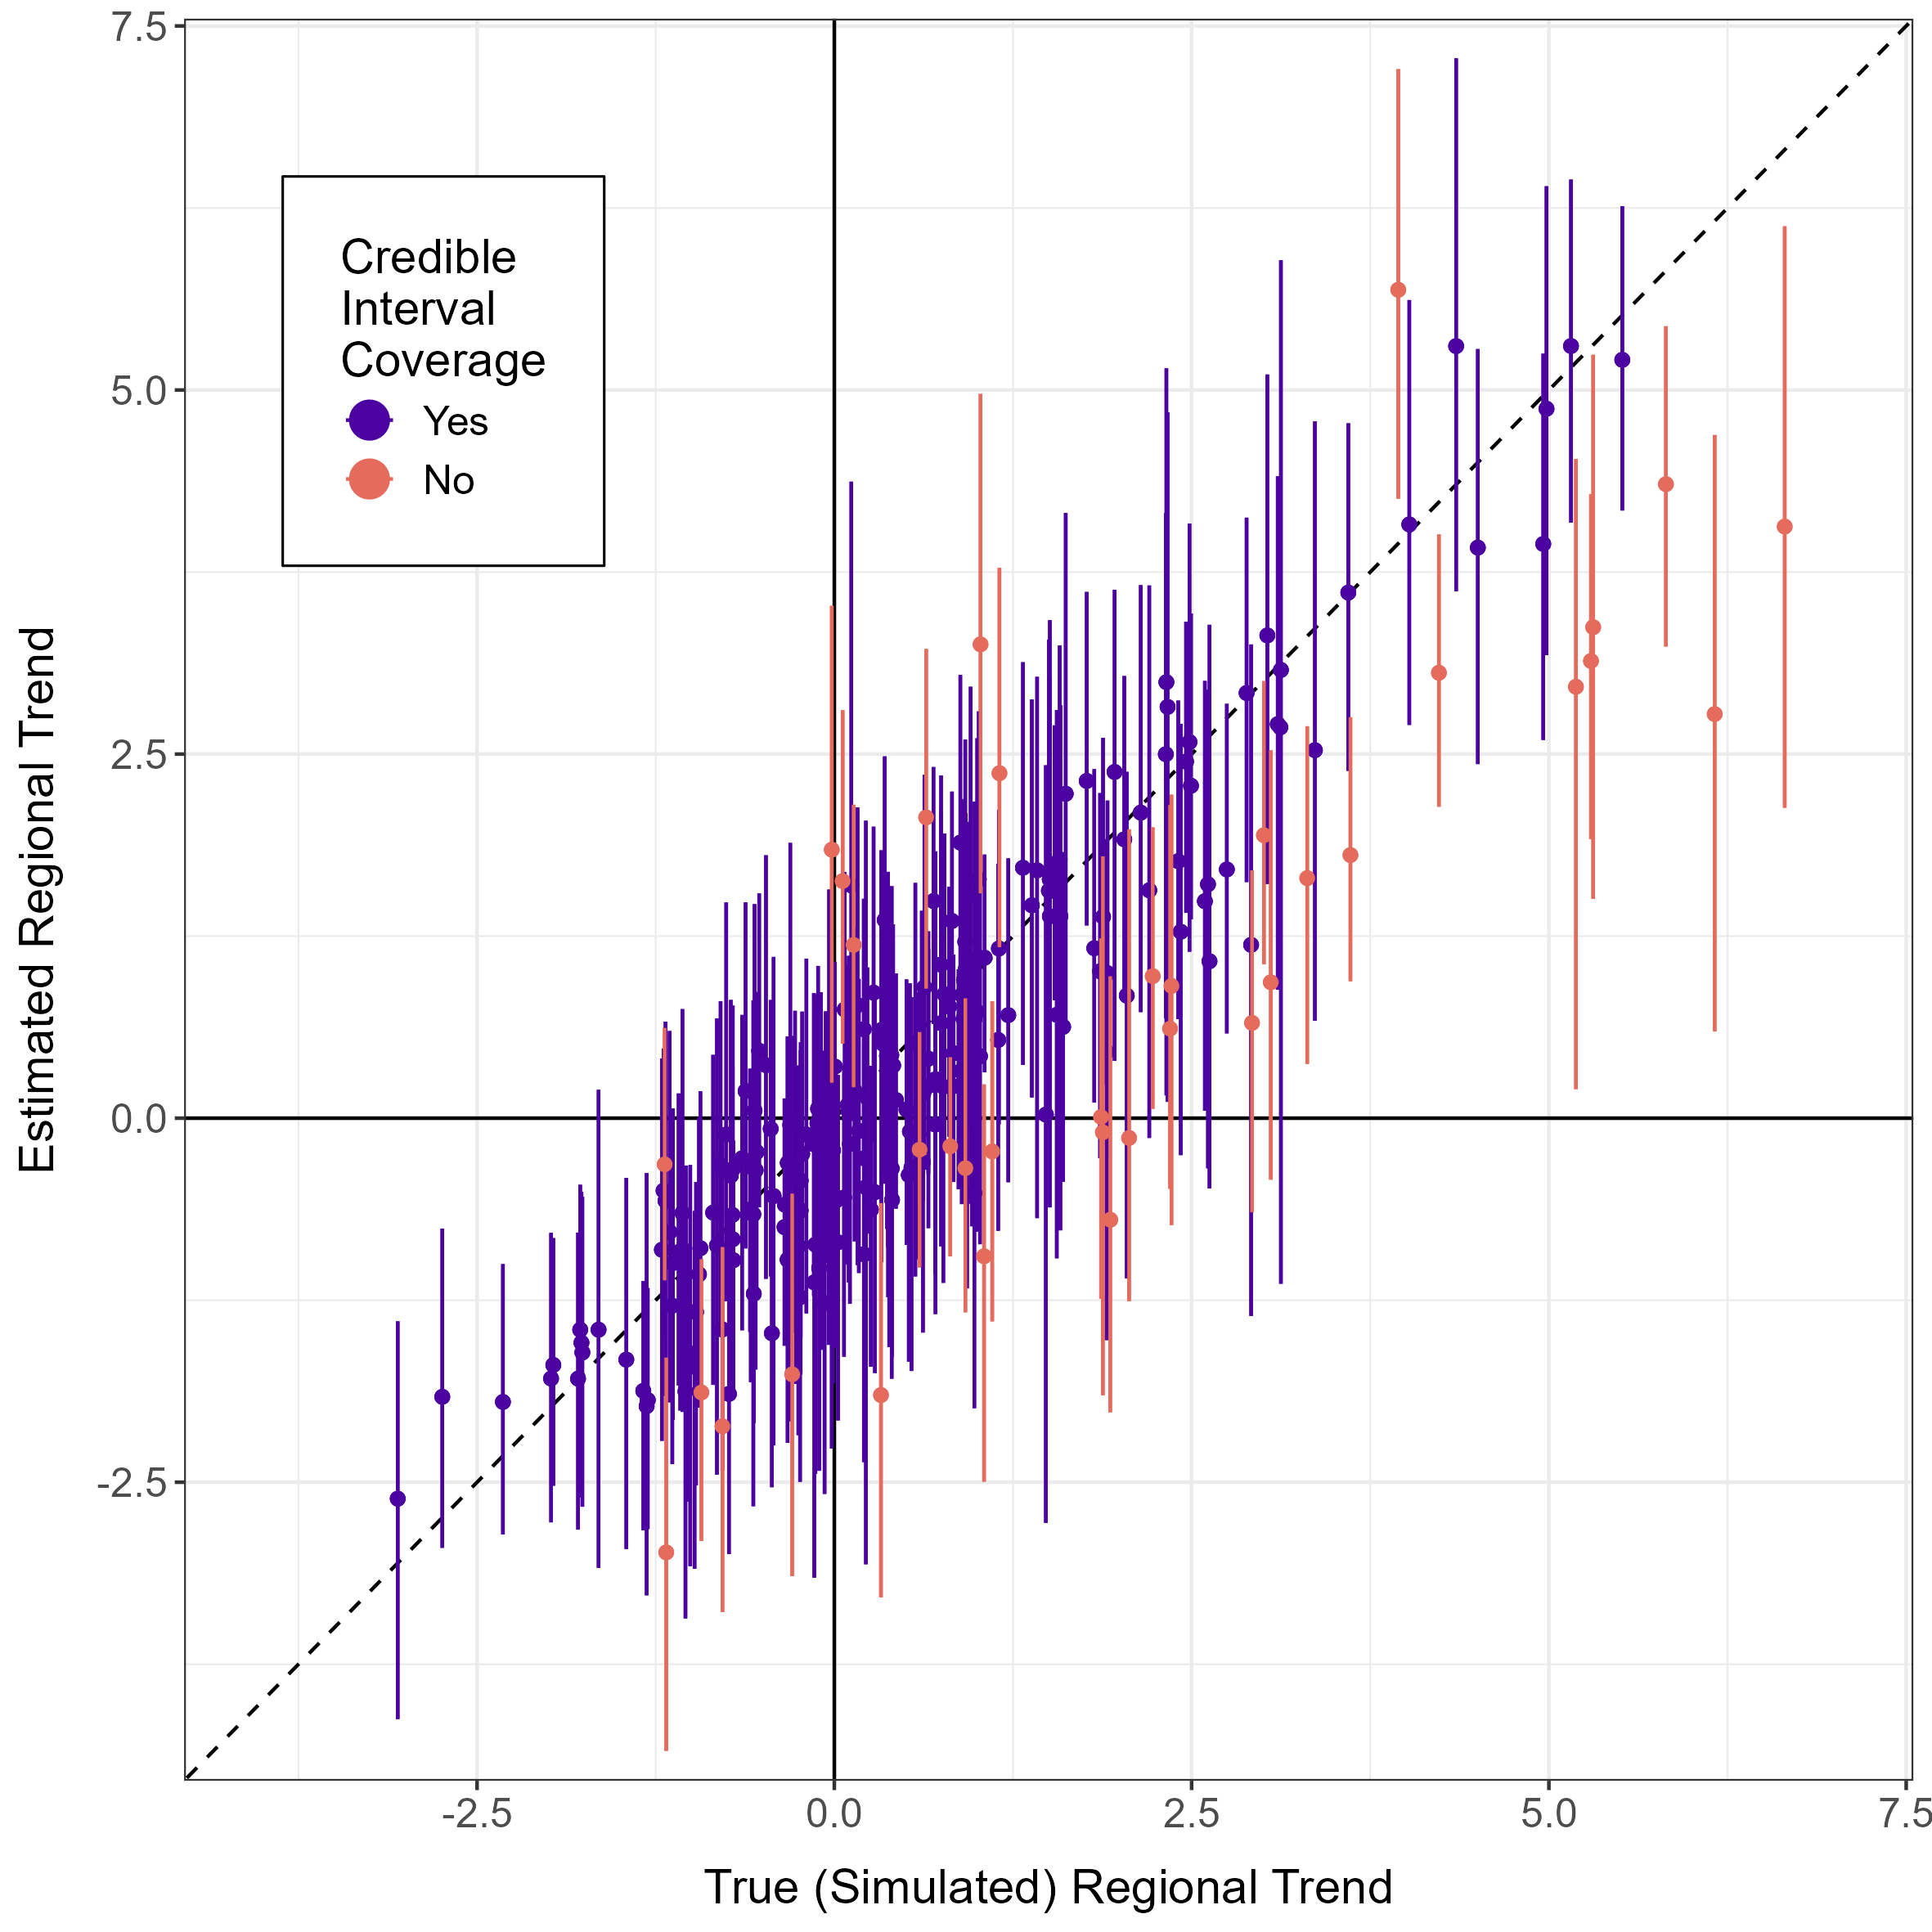 7.5
5.0
2.5
0.0
-2.5
Estimated Regional Trend
Credible
Interval
Coverage
Yes
No
-2.5
0.0
2.5
5.0
7.5
True (Simulated) Regional Trend